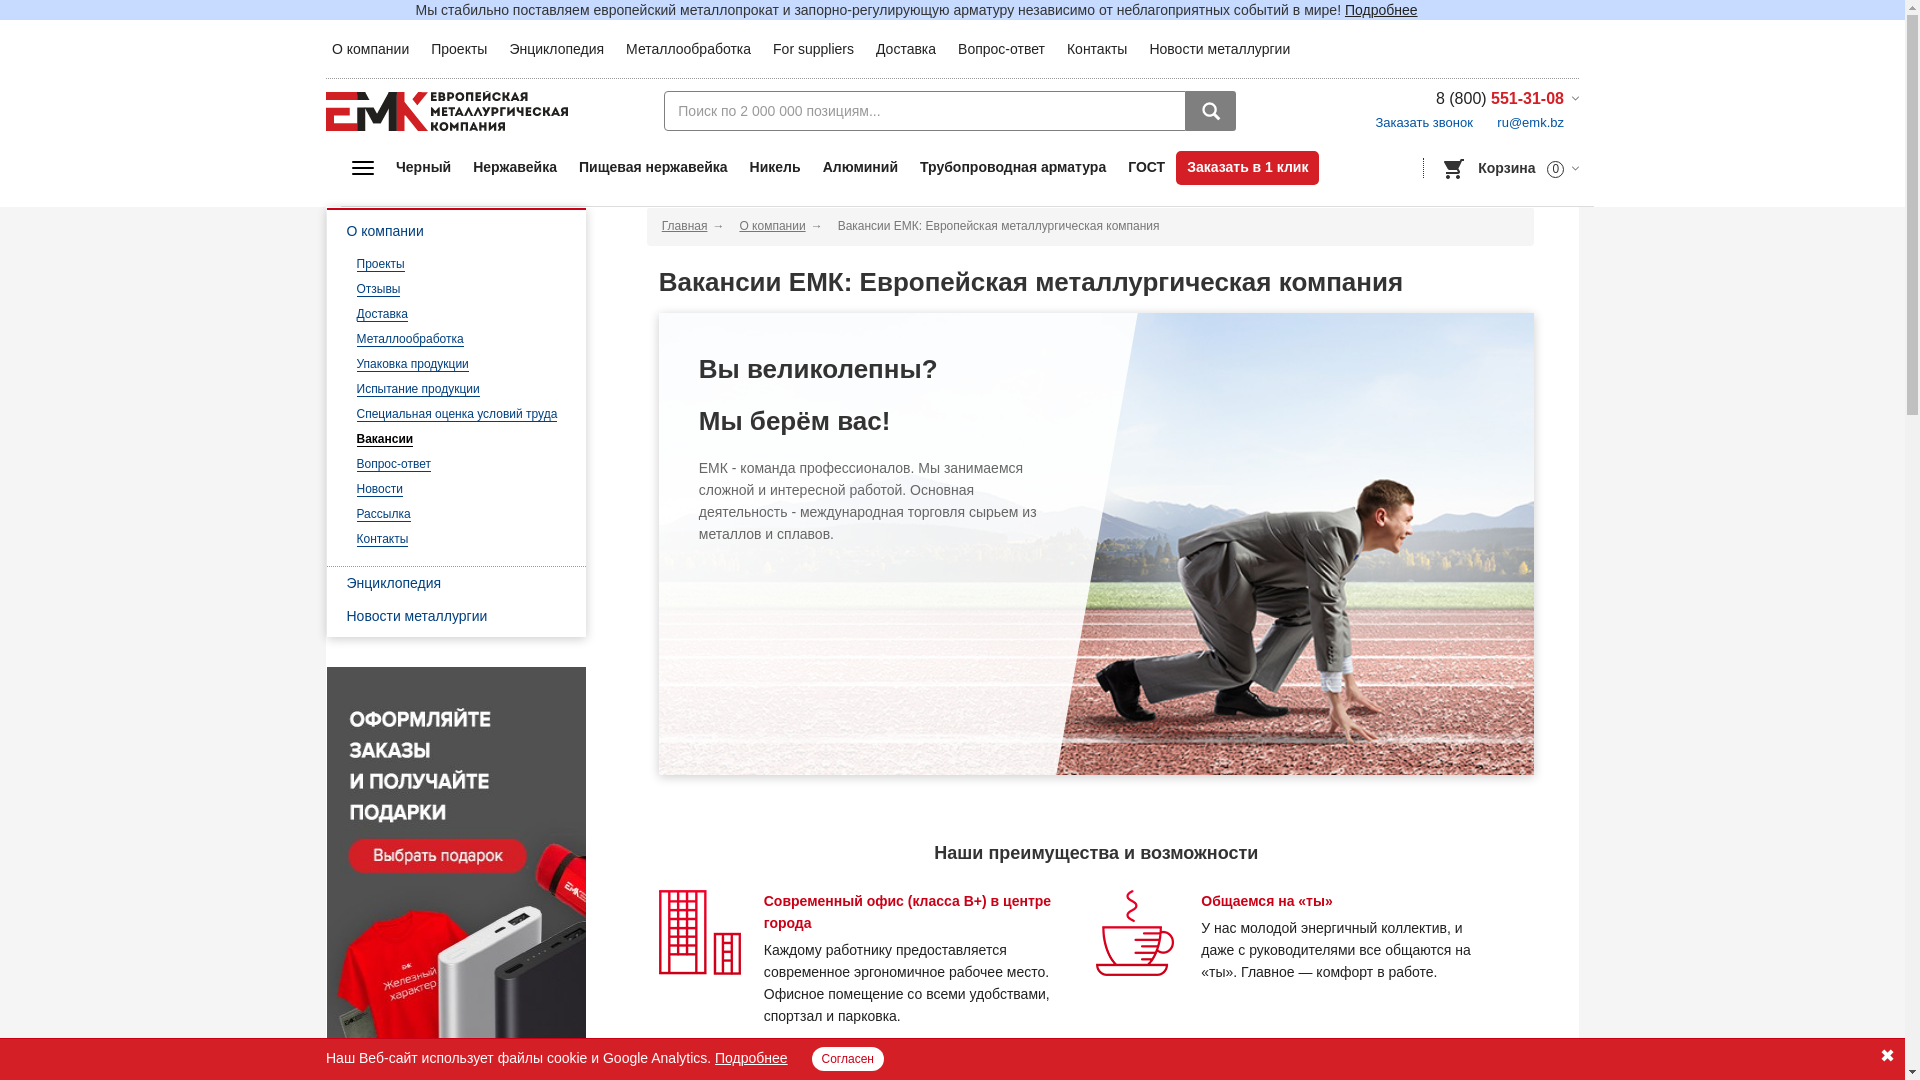 Мы стабильно поставляем европейский металлопрокат и запорно-регулирующую арматуру независимо от неблагоприятных событий в мире! Подробнее
О компании Проекты Энциклопедия Металлообработка For suppliers Доставка Вопрос-ответ Контакты Новости металлургии
ЕМК ЕВРОПЕЙСКАЯ
МЕТАЛЛУРГИЧЕСКАЯ
КОМПАНИЯ
Поиск по 2 000 000 позициям...
8 (800) 551-31-08
Заказать звонок ru@emk.bz
Черный Нержавейка Пищевая нержавейка Никель Алюминий Трубопроводная арматура ГОСТ Заказать в 1 клик
Корзина 0
О компании
Проекты
Отзывы
Доставка
Металлообработка
Упаковка продукции
Испытание продукции
Специальная оценка условий труда
Вакансии
Вопрос-ответ
Новости
Рассылка
Контакты
Энциклопедия
Новости металлургии
ОФОРМЛЯЙТЕ
ЗАКАЗЫ
И ПОЛУЧАЙТЕ
ПОДАРКИ
Выбрать подарок
ЕМК
Железный
характер
Главная → О компании → Вакансии ЕМК: Европейская металлургическая компания
Вакансии ЕМК: Европейская металлургическая компания
Вы великолепны?
Мы берём вас!
ЕМК - команда профессионалов. Мы занимаемся
сложной и интересной работой. Основная
деятельность - международная торговля сырьем из
металлов и сплавов.
Наши преимущества и возможности
Современный офис (класса В+) в центре
города
Каждому работнику предоставляется
современное эргономичное рабочее место.
Офисное помещение со всеми удобствами,
спортзал и парковка.
Общаемся на «ты»
У нас молодой энергичный коллектив, и
даже с руководителями все общаются на
«ты». Главное — комфорт в работе.
Наш Веб-сайт использует файлы cookie и Google Analytics. Подробнее Согласен